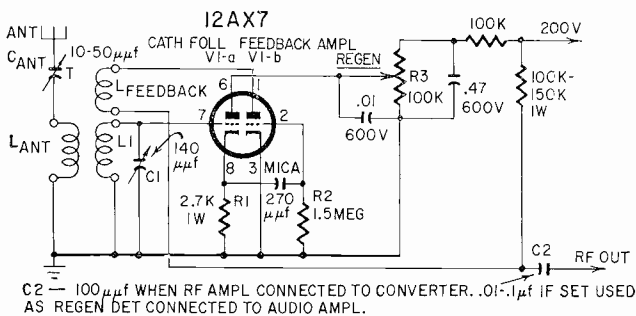 12AX7
CATH FOLL FEEDBACK AMPL
V1-a V1-b
ANT
CANT
10-50µµf
T
LFEEDBACK
LANT
L1
140
µµf
C1
6
1
7
2
8
3
MICA
270
µµf
2.7K
1W
R1
R2
1.5MEG
REGEN
R3
100K
.01
600V
.47
600V
100K
200V
100K-
150K
1W
C2
RF OUT
C2 — 100µµf WHEN RF AMPL CONNECTED TO CONVERTER. .01-.1µf IF SET USED
AS REGEN DET CONNECTED TO AUDIO AMPL.